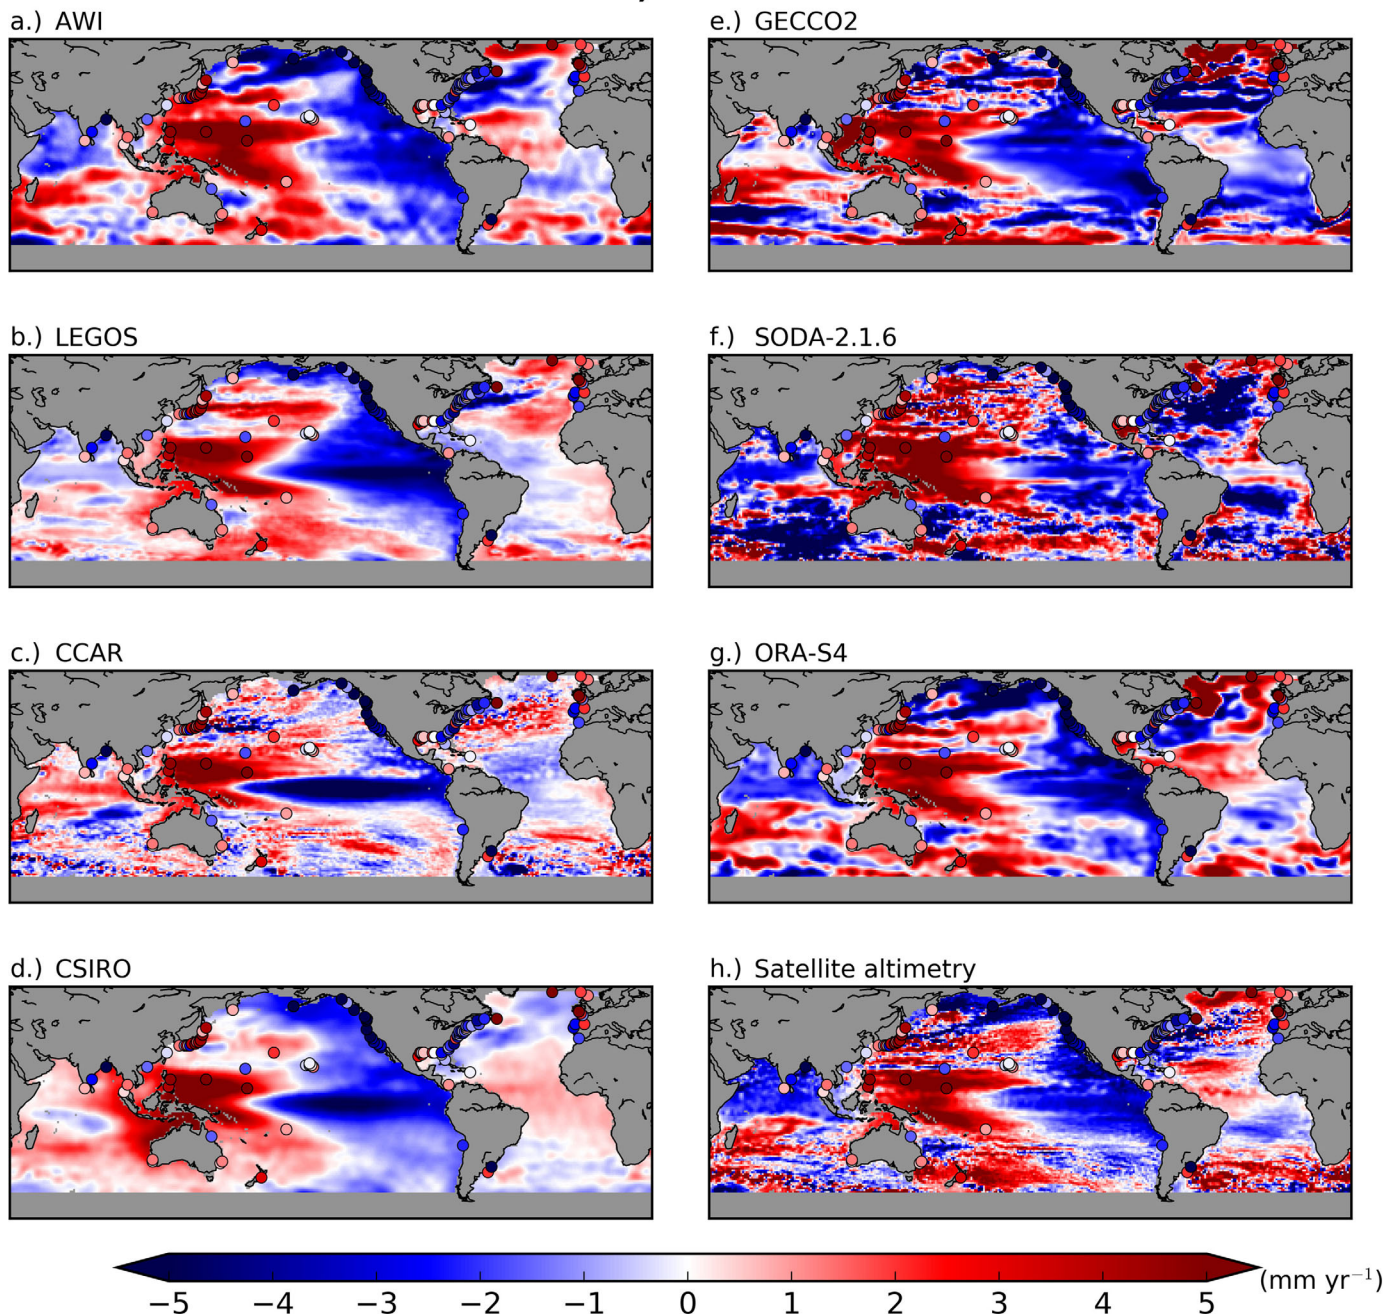 a.) AWI
e.) GECCO2
b.) LEGOS
f.) SODA-2.1.6
c.) CCAR
g.) ORA-S4
d.) CSIRO
h.) Satellite altimetry
−5 −4 −3 −2 −1 0 1 2 3 4 5 (mm yr⁻¹)